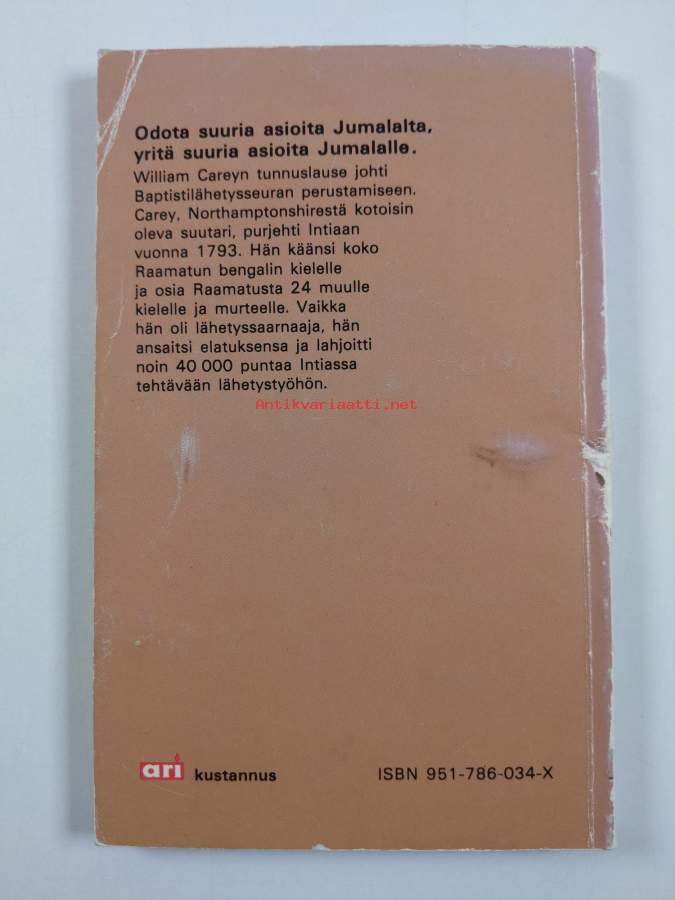 Odota suuria asioita Jumalalta,
yritä suuria asioita Jumalalle.
William Careyn tunnuslause johti
Baptistilähetysseuran perustamiseen.
Carey, Northamptonshirestä kotoisin
oleva suutari, purjehti Intiaan
vuonna 1793. Hän käänsi koko
Raamatun bengalin kielelle
ja osia Raamatusta 24 muulle
kielelle ja murteelle. Vaikka
hän oli lähetyssaarnaaja, hän
ansaitsi elatuksensa ja lahjoitti
noin 40 000 puntaa Intiassa
tehtävään lähetystyöhön.
Antikvariaatti.net
ari kustannus
ISBN 951-786-034-X